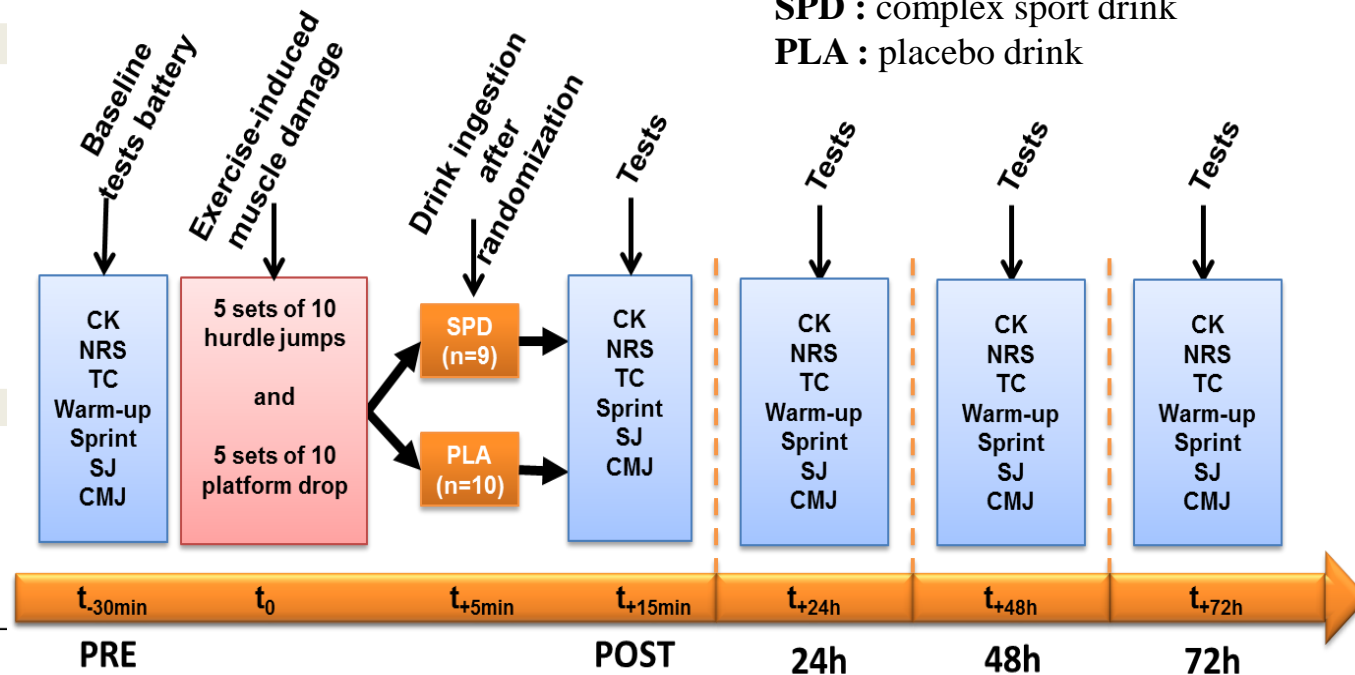 SPD : complex sport drink
PLA : placebo drink
Baseline
tests battery
Exercise-induced
muscle damage
Drink ingestion
after
randomization
Tests
Tests
Tests
Tests
CK
NRS
TC
Warm-up
Sprint
SJ
CMJ
5 sets of 10
hurdle jumps
and
5 sets of 10
platform drop
SPD
(n=9)
PLA
(n=10)
CK
NRS
TC
Sprint
SJ
CMJ
CK
NRS
TC
Warm-up
Sprint
SJ
CMJ
CK
NRS
TC
Warm-up
Sprint
SJ
CMJ
CK
NRS
TC
Warm-up
Sprint
SJ
CMJ
t-30min t0 t+5min t+15min t+24h t+48h t+72h
PRE POST 24h 48h 72h